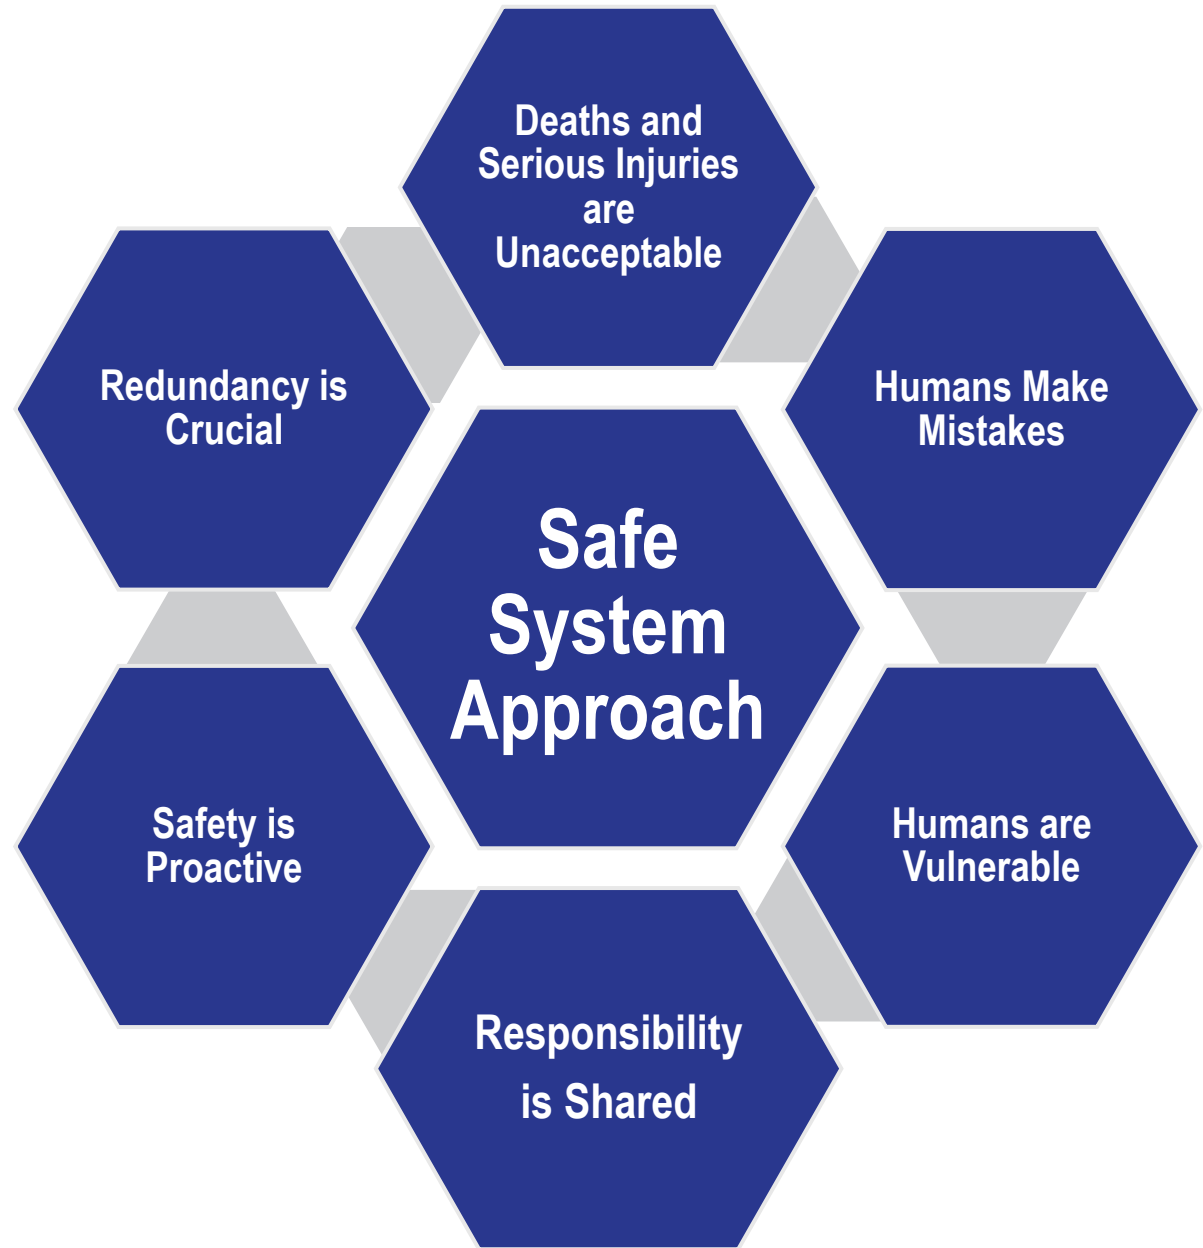 Deaths and
Serious Injuries
are
Unacceptable
Humans Make
Mistakes
Humans are
Vulnerable
Responsibility
is Shared
Safety is
Proactive
Redundancy is
Crucial
Safe
System
Approach